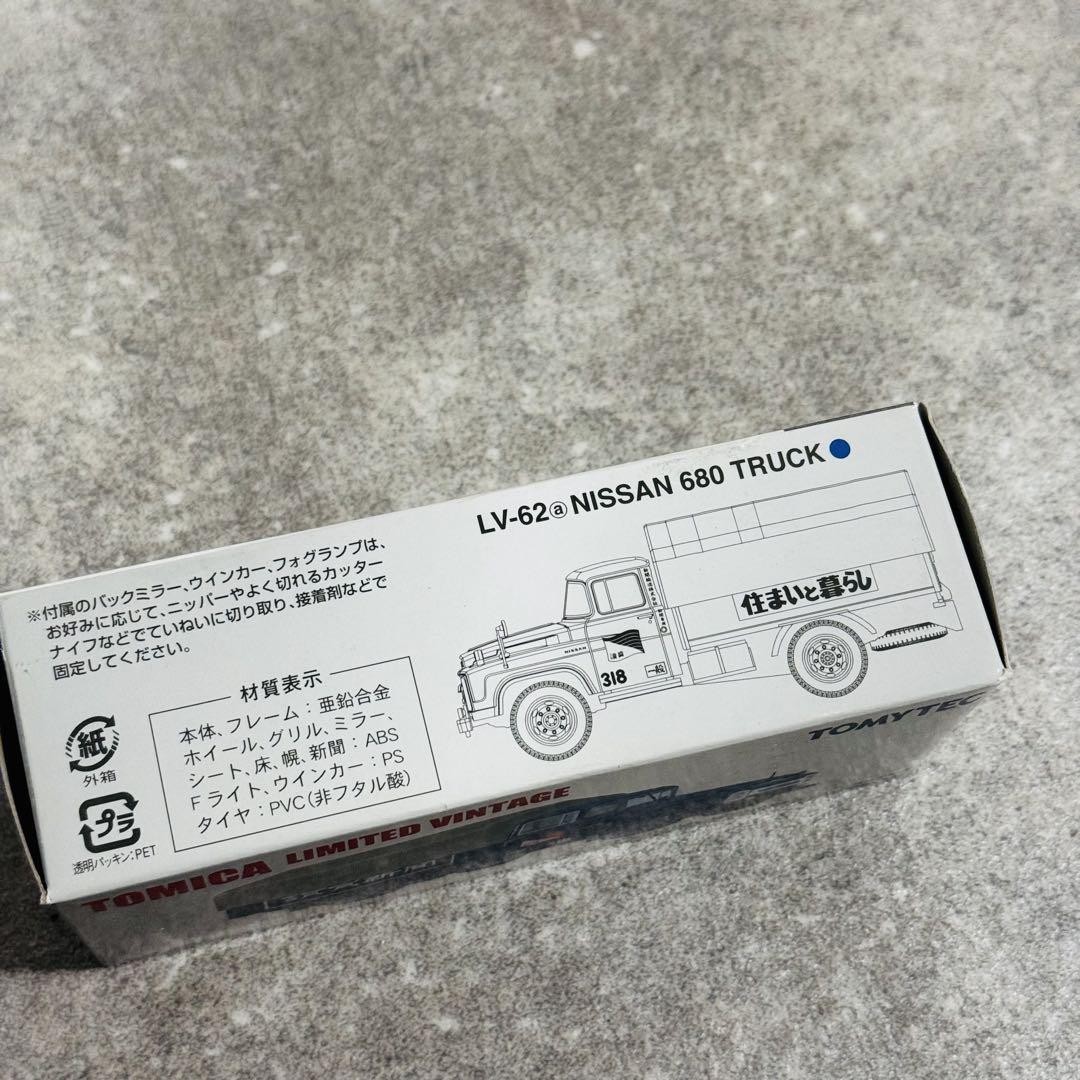 LV-62ⓐ NISSAN 680 TRUCK
※付属のバックミラー、ウインカー、フォグランプは、
お好みに応じて、ニッパーやよく切れるカッター
ナイフなどでていねいに切り取り、接着剤などで
固定してください。
材質表示
本体、フレーム：亜鉛合金
ホイール、グリル、ミラー、
シート、床、幌、新聞：ABS
Fライト、ウインカー：PS
タイヤ：PVC（非フタル酸）
紙
外箱
プラ
透明パッキン：PET
住まいと暮らし
NISSAN
318
一般
TOMYTEC
TOMICA LIMITED VINTAGE